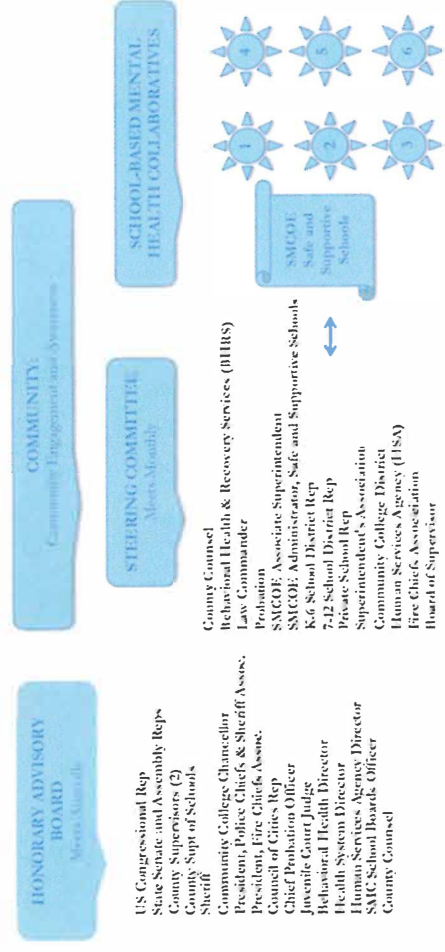 HONORARY ADVISORY
BOARD
Meets Annually
US Congressional Rep
State Senate and Assembly Reps
County Supervisors (2)
County Supt of Schools
Sheriff
Community College Chancellor
President, Police Chiefs & Sheriff Assoc.
President, Fire Chiefs Assoc.
Council of Cities Rep
Chief Probation Officer
Juvenile Court Judge
Behavioral Health Director
Health System Director
Human Services Agency Director
SMC School Boards Officer
County Counsel
COMMUNITY:
Community Engagement and Awareness
STEERING COMMITTEE
Meets Monthly
County Counsel
Behavioral Health & Recovery Services (BHRS)
Law Commander
Probation
SMCOE Associate Superintendent
SMCOE Administrator, Safe and Supportive Schools
K-6 School District Rep
7-12 School District Rep
Private School Rep
Superintendent's Association
Community College District
Human Services Agency (HSA)
Fire Chiefs Association
Board of Supervisor
SCHOOL-BASED MENTAL
HEALTH COLLABORATIVES
SMCOE
Safe and
Supportive
Schools
1
4
2
5
3
6